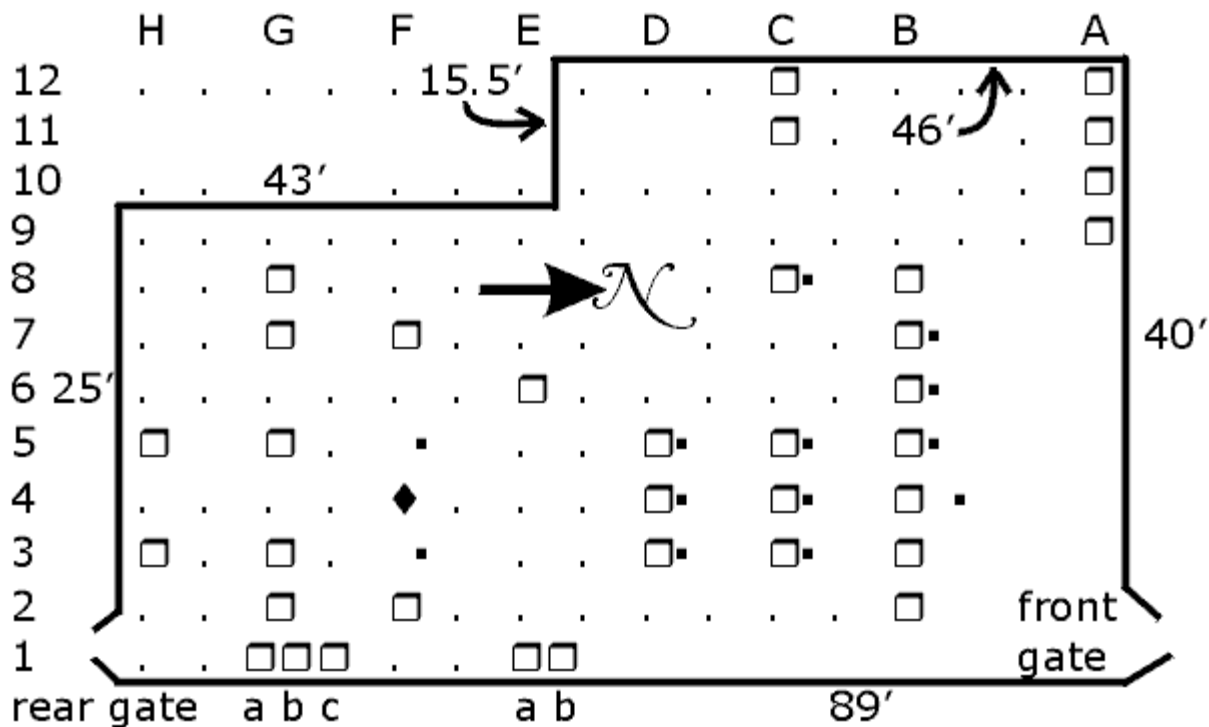 H G F E D C B A
12 15.5′
11 46′
10 43′
9
8 N
7 40′
6 25′
5
4
3
2 front
1 gate
rear gate a b c a b 89′